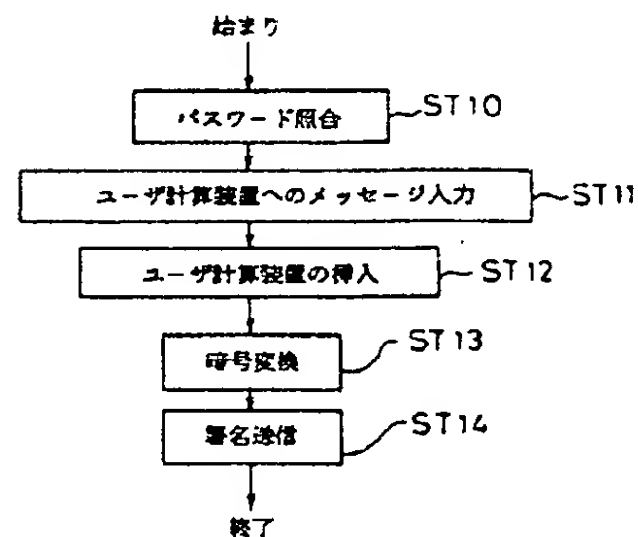 始まり
パスワード照合 ST10
ユーザ計算装置へのメッセージ入力 ST11
ユーザ計算装置の挿入 ST12
暗号変換 ST13
署名送信 ST14
終了